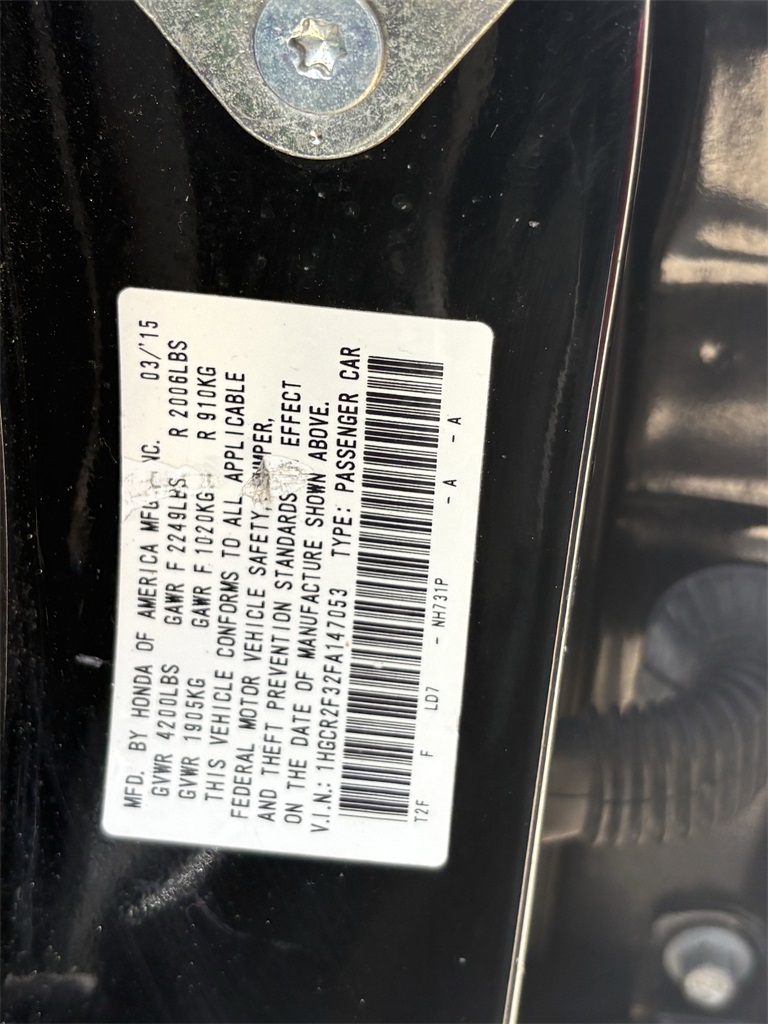 MFD. BY HONDA OF AMERICA MFG. INC. 03/'15
GVWR 4200LBS GAWR F 2249LBS R 2006LBS
GVWR 1905KG GAWR F 1020KG R 910KG
THIS VEHICLE CONFORMS TO ALL APPLICABLE
FEDERAL MOTOR VEHICLE SAFETY, BUMPER,
AND THEFT PREVENTION STANDARDS EFFECT
ON THE DATE OF MANUFACTURE SHOWN ABOVE.
V.I.N.: 1HGCR2F32FA147053 TYPE: PASSENGER CAR
T2F F LD7 - NH731P - A - A